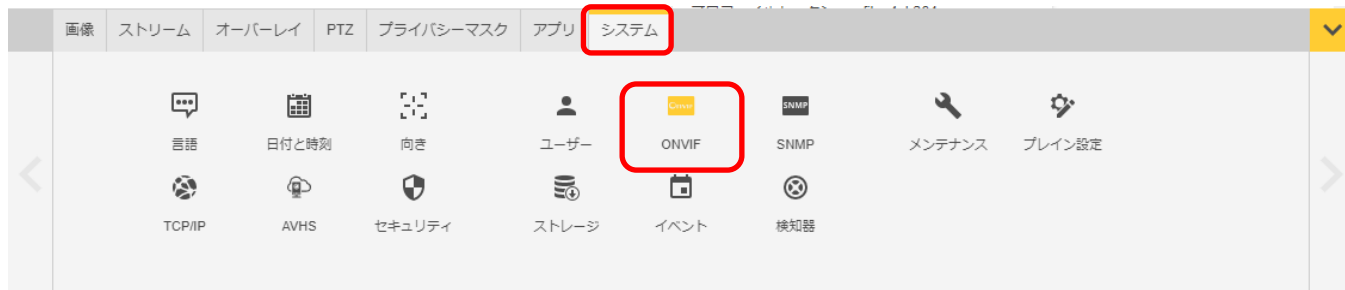 画像 ストリーム オーバーレイ PTZ プライバシーマスク アプリ システム
SNMP
言語 日付と時刻 向き ユーザー ONVIF SNMP メンテナンス プレイン設定
TCP/IP AVHS セキュリティ ストレージ イベント 検知器